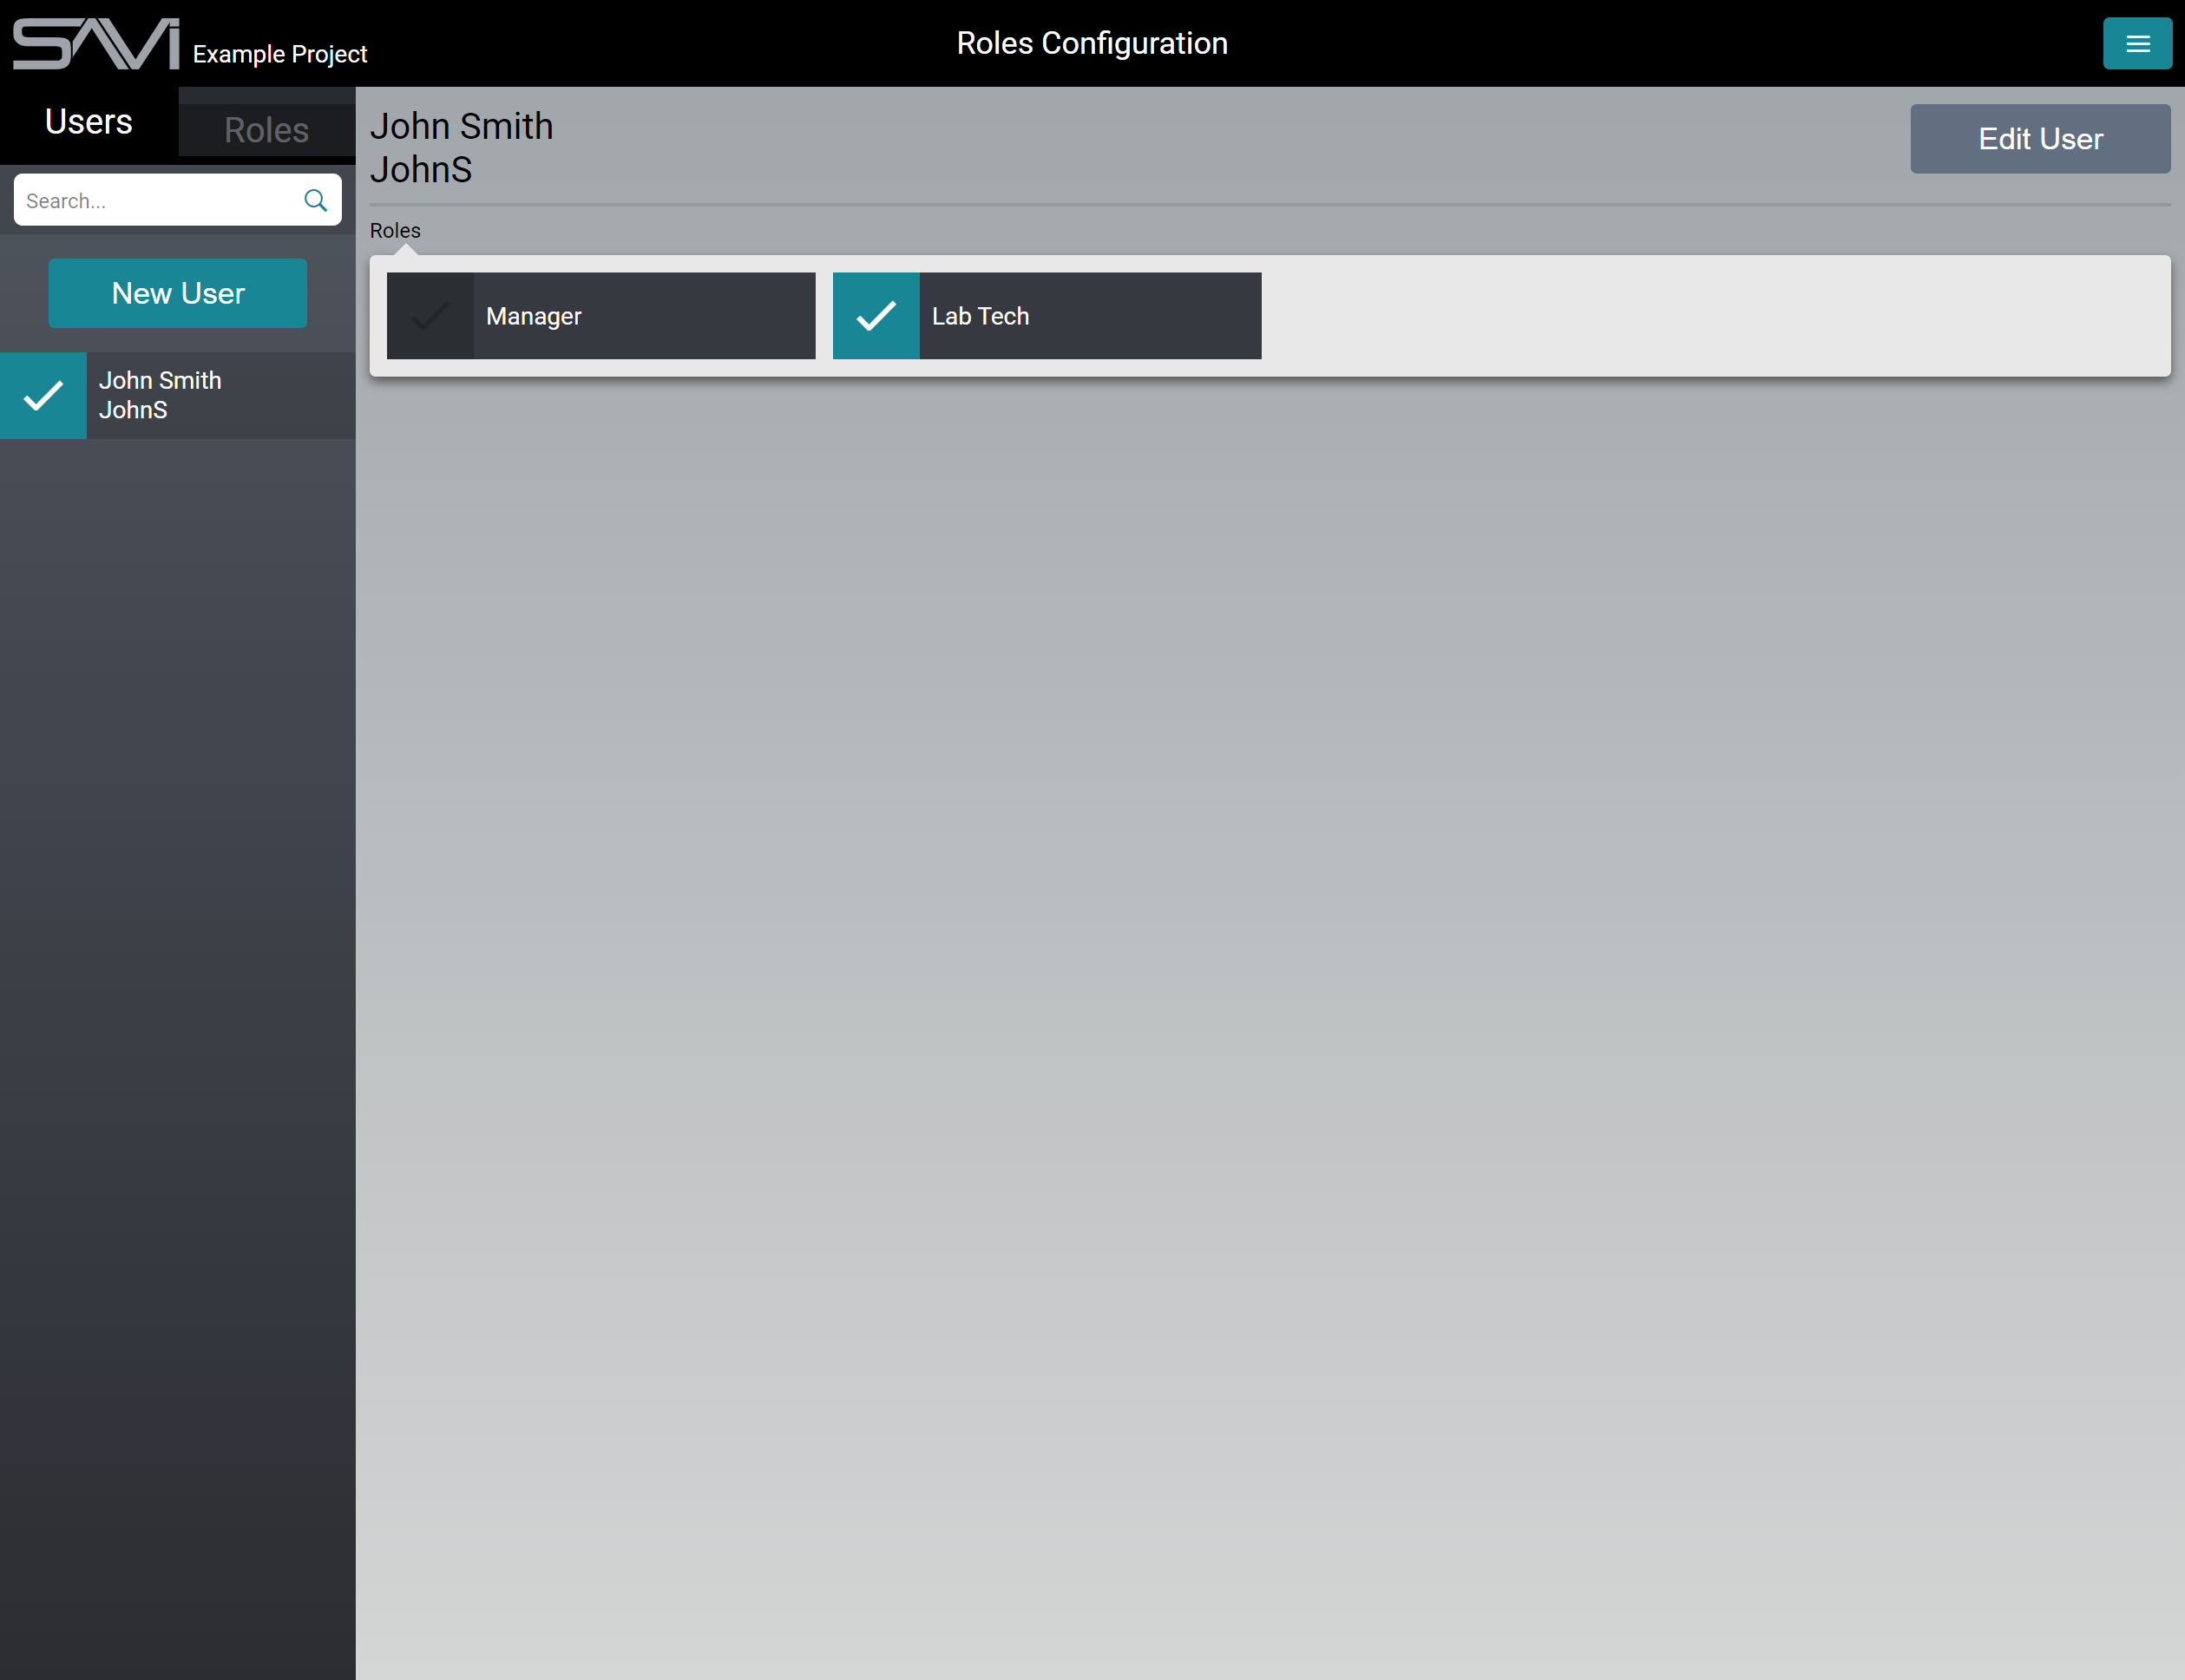 SAVI Example Project
Roles Configuration
Users
Roles
Search...
New User
John Smith
JohnS
John Smith
JohnS
Edit User
Roles
Manager
Lab Tech